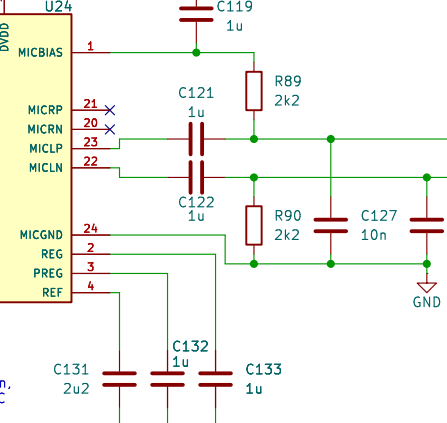 U24
C119
1u
DVDD
MICBIAS 1
R89
2k2
C121
1u
MICRP 21
MICRN 20
MICLP 23
MICLN 22
C122
1u
R90
2k2
C127
10n
MICGND 24
REG 2
PREG 3
REF 4
GND
C131
2u2
C132
1u
C133
1u
n,
C